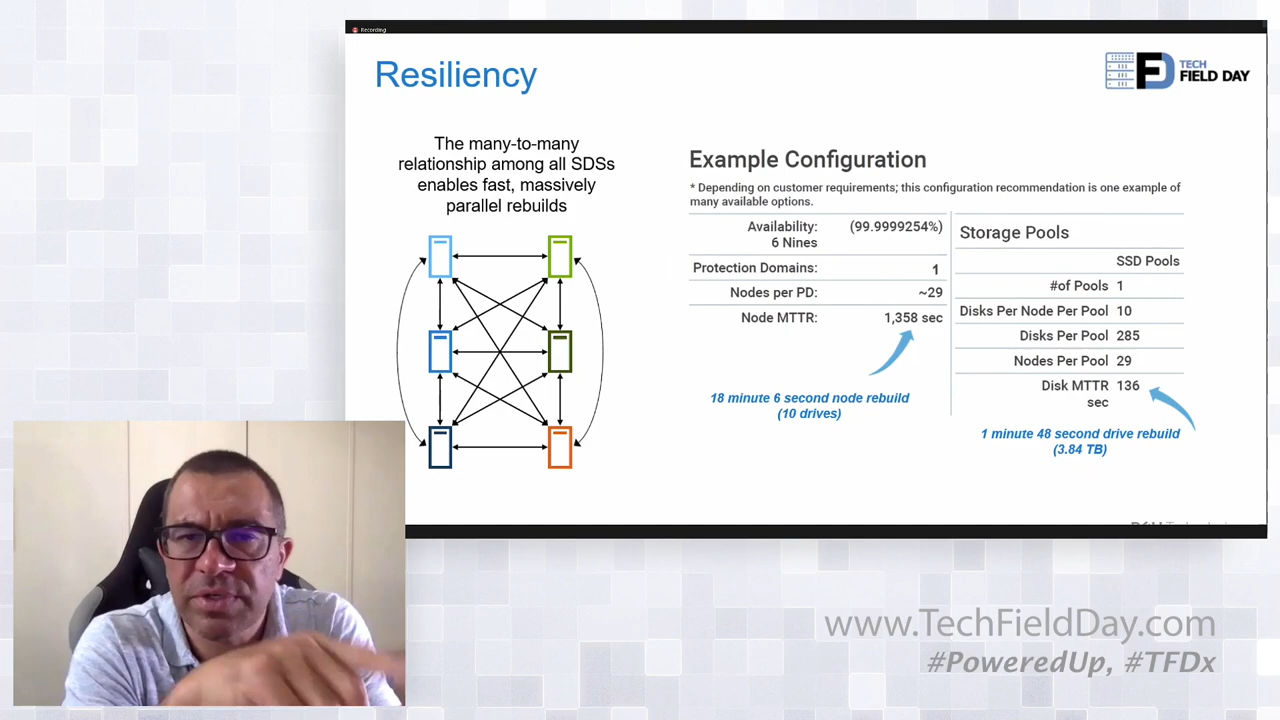 Recording
Resiliency
TECH
FIELD DAY
The many-to-many
relationship among all SDSs
enables fast, massively
parallel rebuilds
Example Configuration
* Depending on customer requirements; this configuration recommendation is one example of
many available options.
Availability: (99.9999254%)
6 Nines
Protection Domains: 1
Nodes per PD: ~29
Node MTTR: 1,358 sec
18 minute 6 second node rebuild
(10 drives)
Storage Pools
SSD Pools
#of Pools 1
Disks Per Node Per Pool 10
Disks Per Pool 285
Nodes Per Pool 29
Disk MTTR 136
sec
1 minute 48 second drive rebuild
(3.84 TB)
www.TechFieldDay.com
#PoweredUp, #TFDx